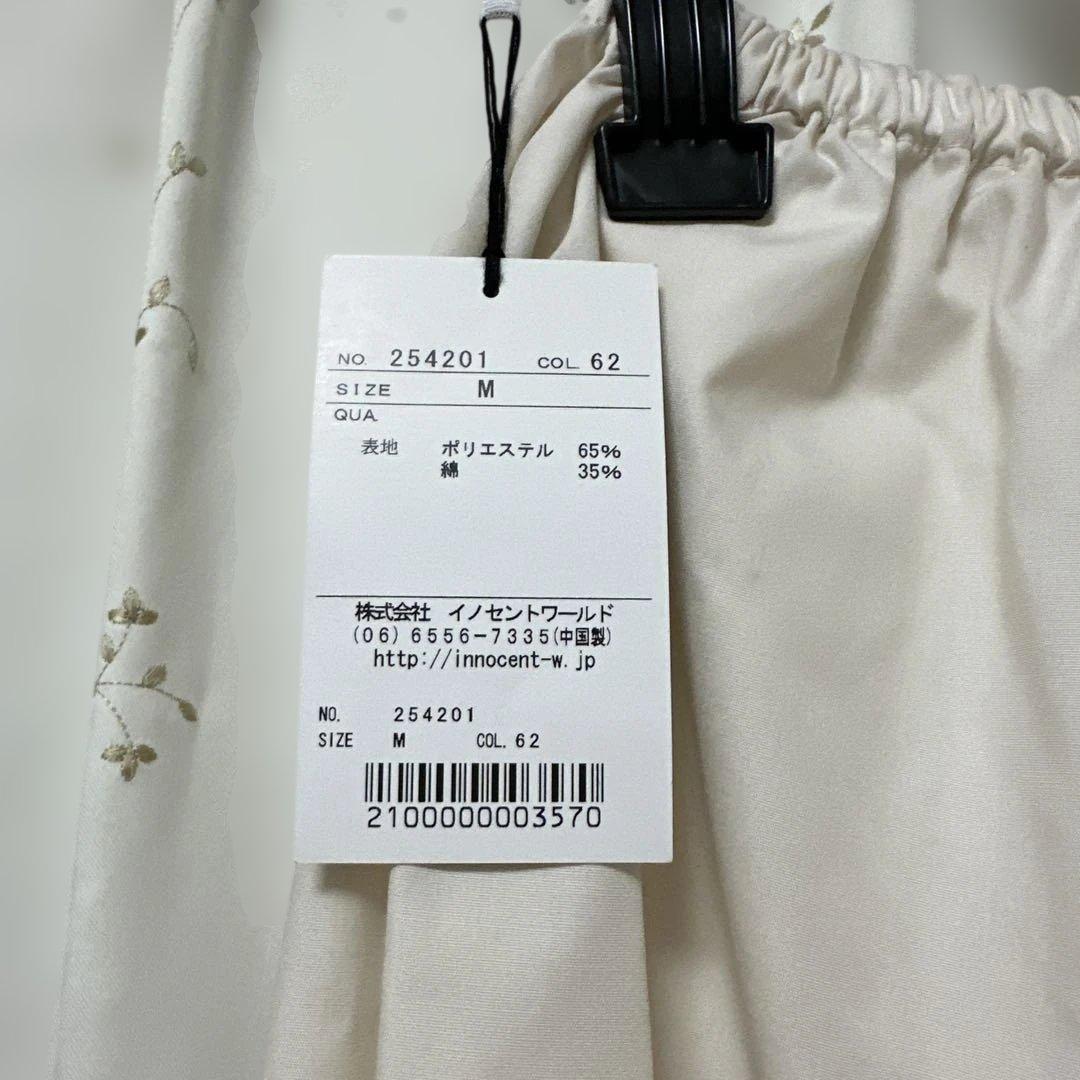 NO. 254201 COL 62
SIZE M
QUA
表地 ポリエステル 65%
綿 35%
株式会社 イノセントワールド
(06) 6556-7335(中国製)
http://innocent-w.jp
NO. 254201
SIZE M COL. 62
2100000003570